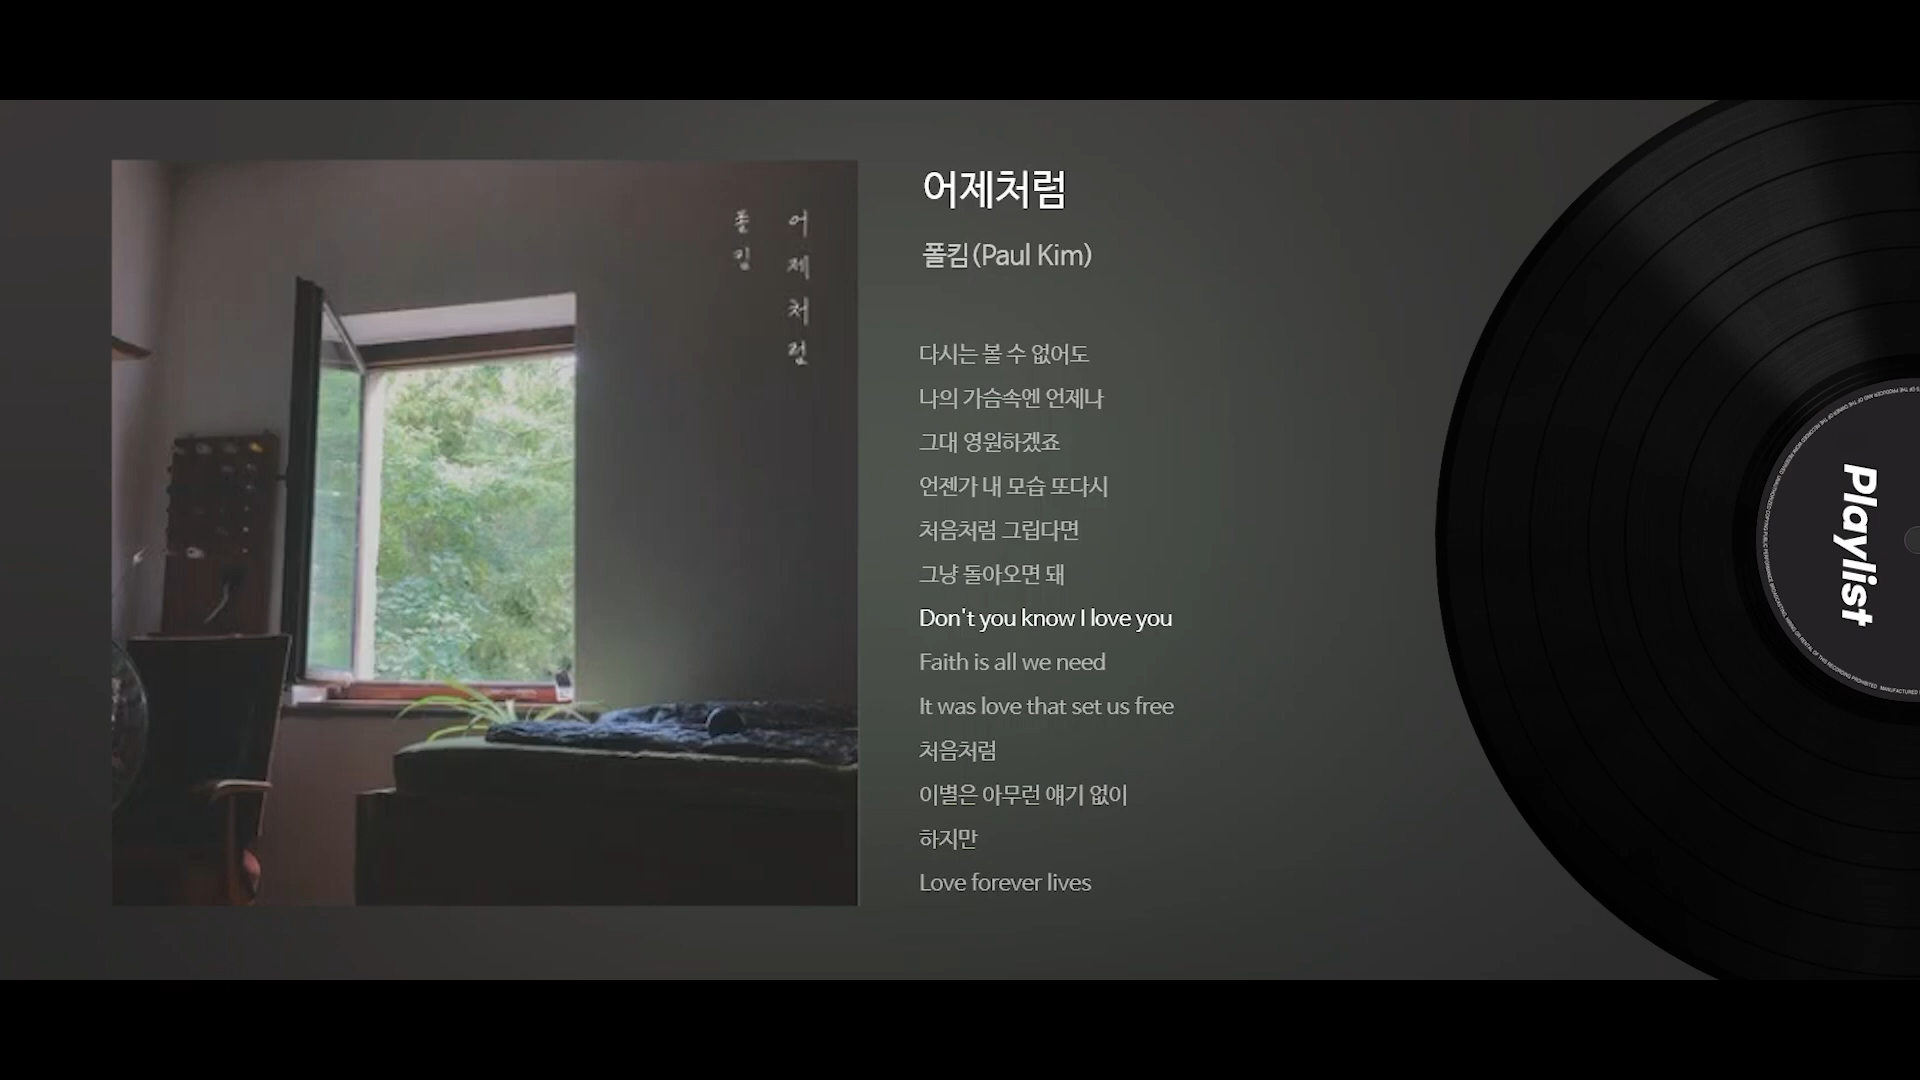 어제처럼
폴킴
어제처럼
폴킴(Paul Kim)
다시는 볼 수 없어도
나의 가슴속엔 언제나
그대 영원하겠죠
언젠가 내 모습 또다시
처음처럼 그립다면
그냥 돌아오면 돼
Don't you know I love you
Faith is all we need
It was love that set us free
처음처럼
이별은 아무런 얘기 없이
하지만
Love forever lives
Playlist